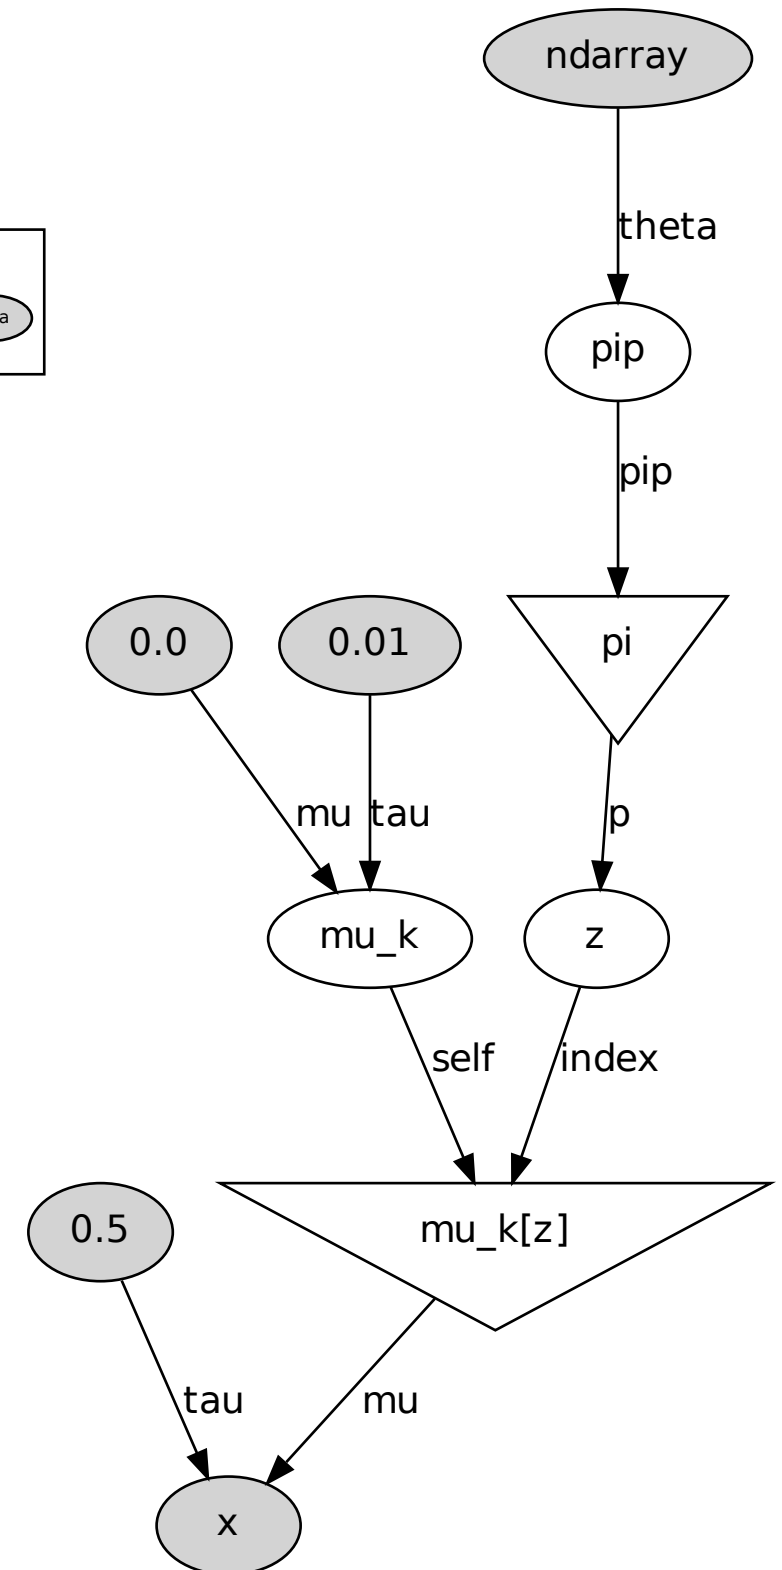 ndarray
theta
a
pip
pip
0.0
0.01
pi
mu
tau
p
mu_k
z
self
index
0.5
mu_k[z]
tau
mu
x